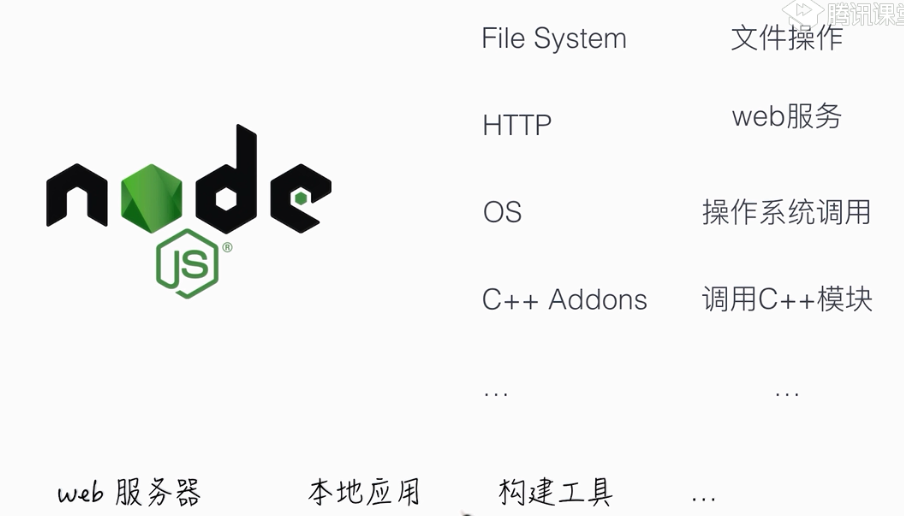 腾讯课堂
File System 文件操作
node
HTTP web服务
JS®
OS 操作系统调用
C++ Addons 调用C++模块
... ...
web 服务器 本地应用 构建工具 ...